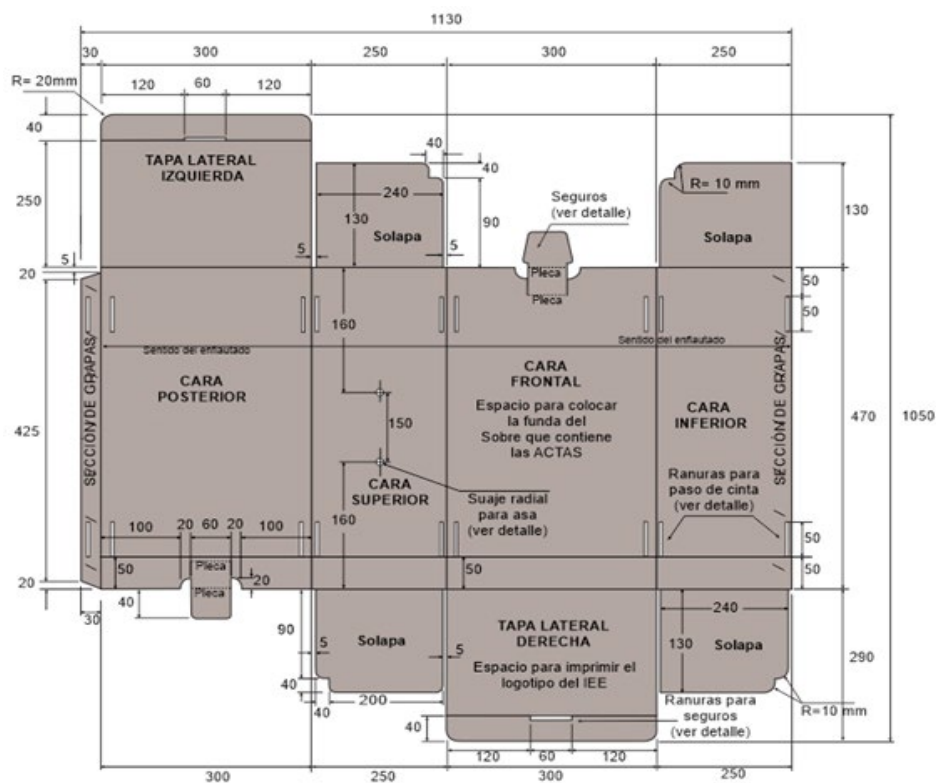 1130
30
300
250
300
250
R= 20mm
120
60
120
40
TAPA LATERAL
IZQUIERDA
250
40
40
240
130
90
Solapa
5
5
Seguros
(ver detalle)
R= 10 mm
130
Solapa
5
20
Pleca
Pleca
50
50
160
Sentido del enflautado
Sentido del enflautado
SECCIÓN DE GRAPAS
CARA
POSTERIOR
425
150
CARA
FRONTAL
Espacio para colocar
la funda del
Sobre que contiene
las ACTAS
CARA
INFERIOR
SECCIÓN DE GRAPAS
470
1050
CARA
SUPERIOR
160
Suaje radial
para asa
(ver detalle)
Ranuras para
paso de cinta
(ver detalle)
100
20
60
20
100
50
50
Pleca
Pleca
50
20
50
20
40
30
90
5
Solapa
5
40
40
200
TAPA LATERAL
DERECHA
Espacio para imprimir el
logotipo del IEE
240
130
Solapa
290
Ranuras para
seguros
(ver detalle)
R=10 mm
40
120
60
120
300
250
300
250